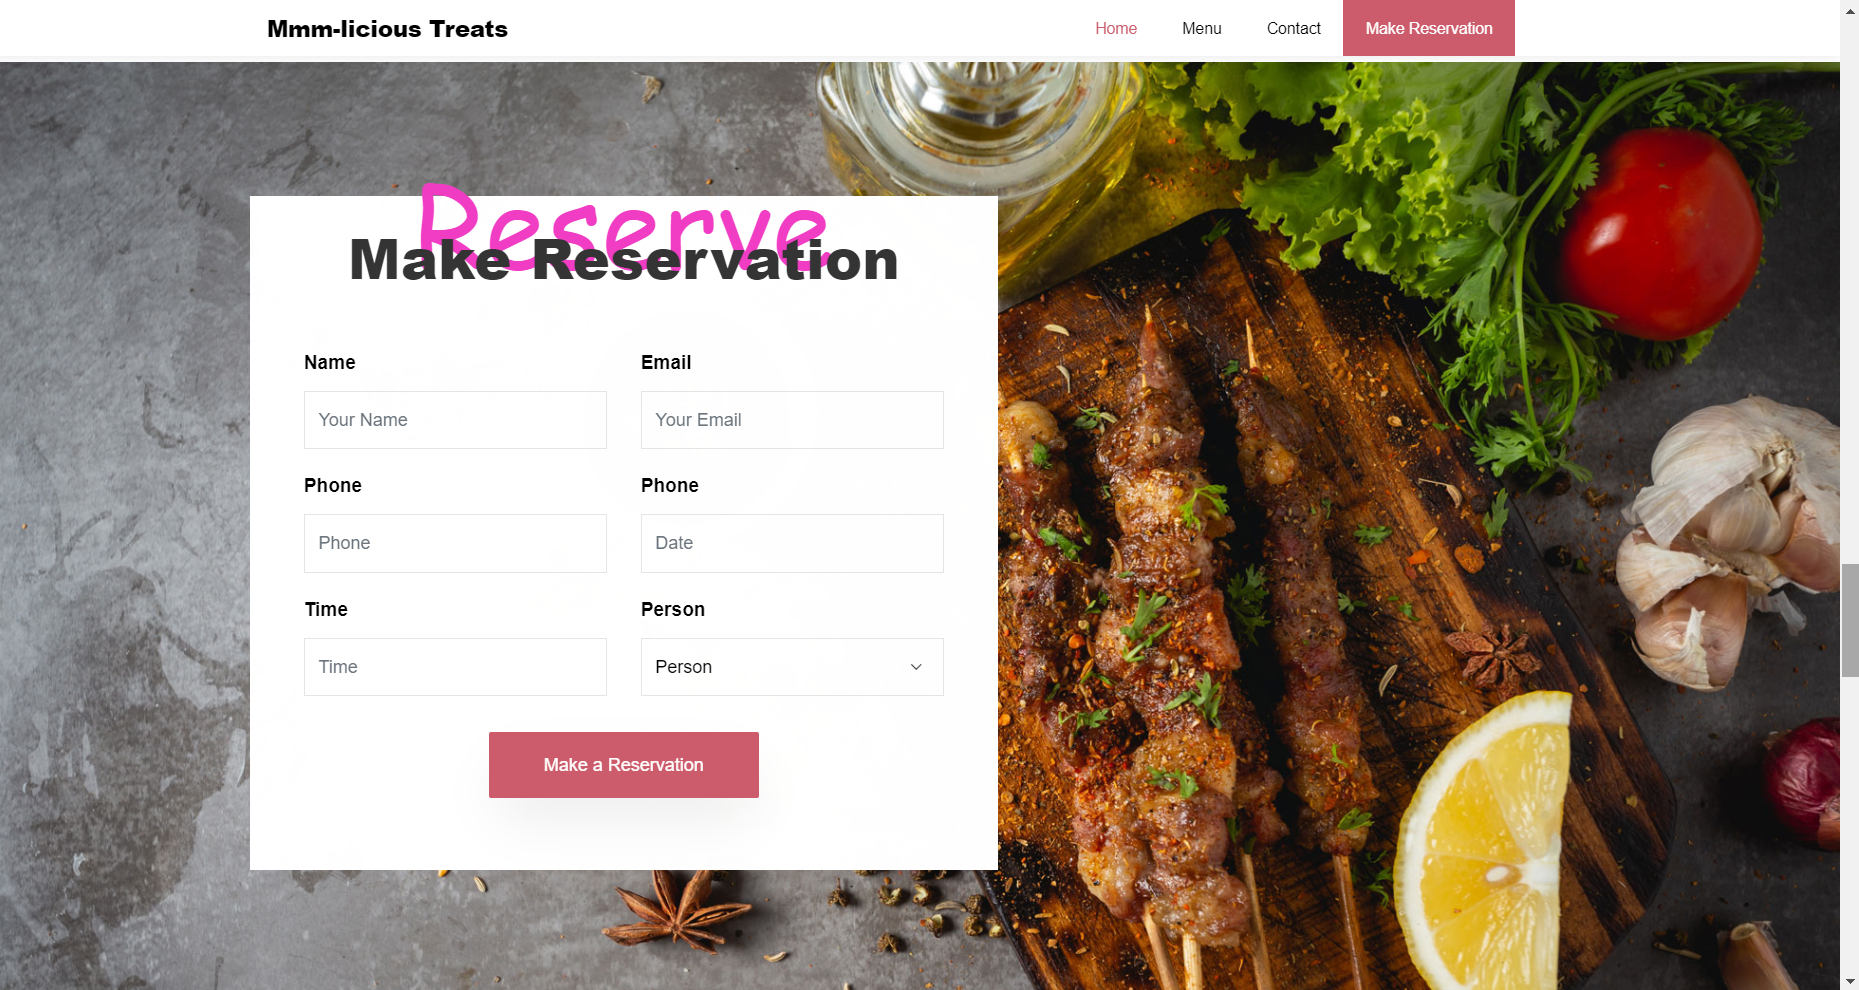 Mmm-licious Treats
Home Menu Contact Make Reservation
Reserve
Make Reservation
Name Email
Your Name Your Email
Phone Phone
Phone Date
Time Person
Time Person
Make a Reservation